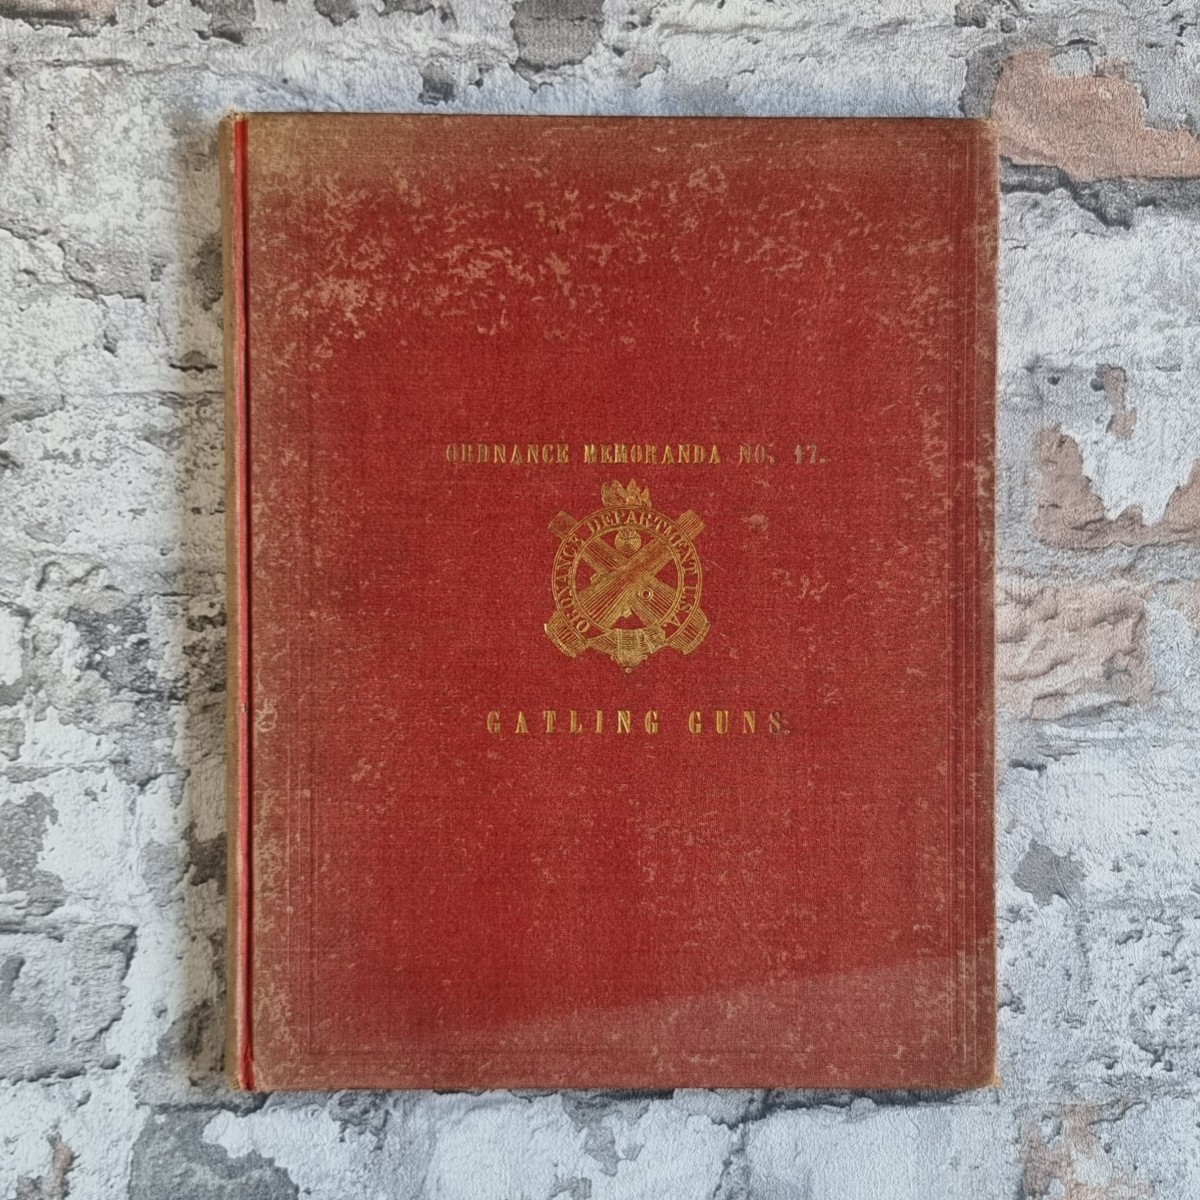 ORDNANCE MEMORANDA NO. 17.
ORDNANCE DEPARTMENT U.S.A.
GATLING GUNS.